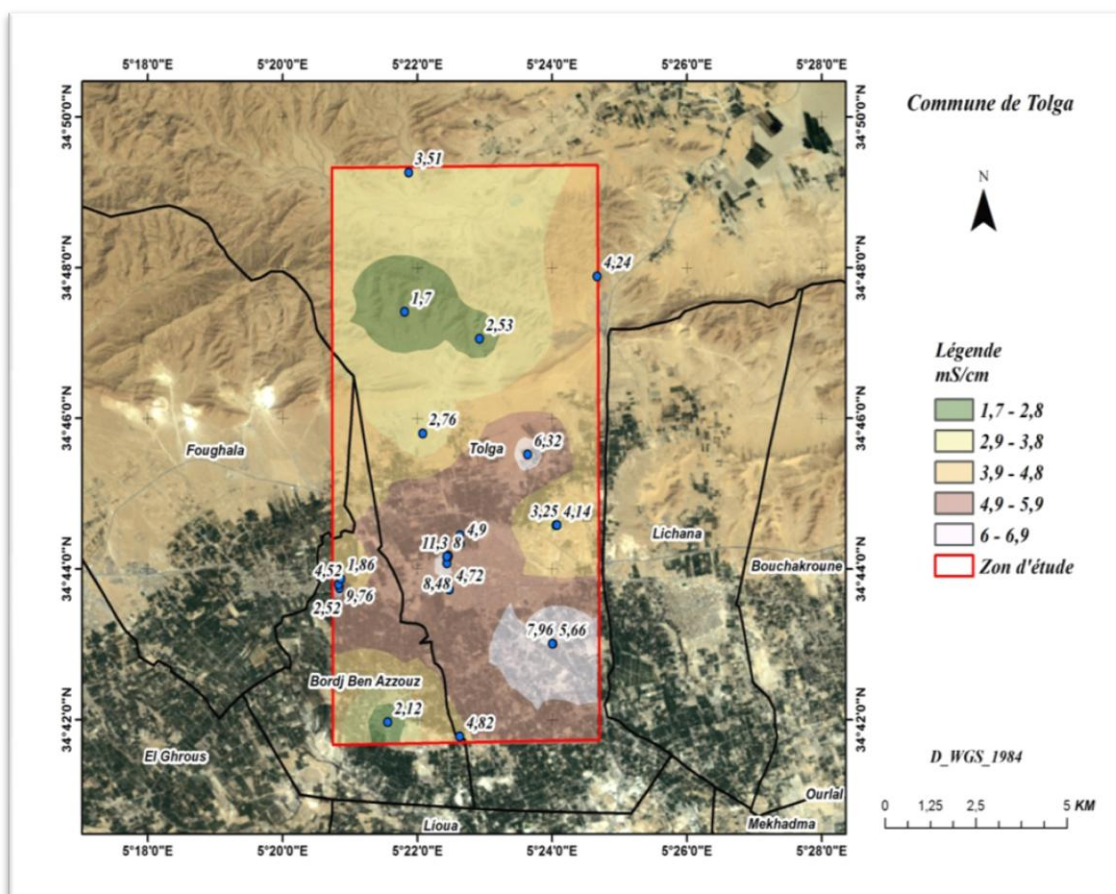 5°18'0"E 5°20'0"E 5°22'0"E 5°24'0"E 5°26'0"E 5°28'0"E
34°50'0"N
34°50'0"N
Commune de Tolga
N
3,51
34°48'0"N
4,24
34°48'0"N
1,7
2,53
Légende
mS/cm
1,7 - 2,8
2,9 - 3,8
3,9 - 4,8
4,9 - 5,9
6 - 6,9
Zon d'étude
34°46'0"N
2,76
34°46'0"N
Foughala
Tolga
6,32
3,25 4,14
Lichana
4,9
11,3 8
34°44'0"N
4,52 1,86
8,48 4,72
Bouchakroune
34°44'0"N
2,52 9,76
7,96 5,66
Bordj Ben Azzouz
34°42'0"N
2,12
4,82
34°42'0"N
El Ghrous
D_WGS_1984
Ourlal
Lioua
Mekhadma
0 1,25 2,5 5 KM
5°18'0"E 5°20'0"E 5°22'0"E 5°24'0"E 5°26'0"E 5°28'0"E